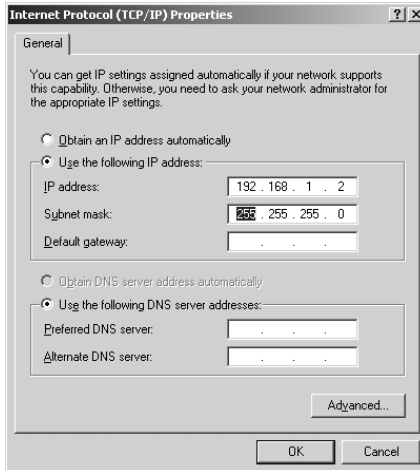 Internet Protocol (TCP/IP) Properties
General
You can get IP settings assigned automatically if your network supports
this capability. Otherwise, you need to ask your network administrator for
the appropriate IP settings.
Obtain an IP address automatically
Use the following IP address:
IP address: 192 . 168 . 1 . 2
Subnet mask: 255 . 255 . 255 . 0
Default gateway: . . .
Obtain DNS server address automatically
Use the following DNS server addresses:
Preferred DNS server: . . .
Alternate DNS server: . . .
Advanced...
OK Cancel